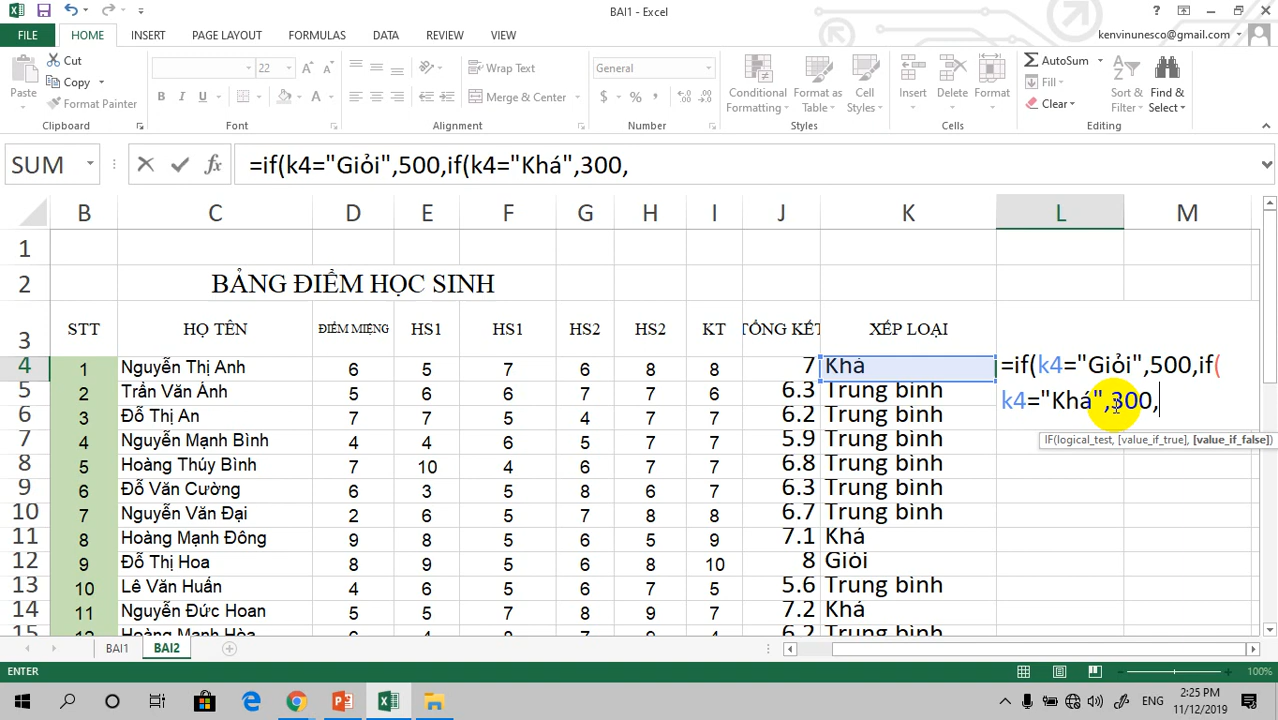 BAI1 - Excel
FILE HOME INSERT PAGE LAYOUT FORMULAS DATA REVIEW VIEW kenvinunesco@gmail.com
Paste Cut Copy Format Painter Clipboard
22 B I U A A A Font
Wrap Text Merge & Center Alignment
General $ % , Number
Conditional Formatting Format as Table Cell Styles Styles
Insert Delete Format Cells
AutoSum Fill Clear Sort & Filter Find & Select Editing
SUM fx =if(k4="Giỏi",500,if(k4="Khá",300,
B C D E F G H I J K L M
1
2 BẢNG ĐIỂM HỌC SINH
3 STT HỌ TÊN ĐIỂM MIỆNG HS1 HS1 HS2 HS2 KT TỔNG KẾT XẾP LOẠI
4 1 Nguyễn Thị Anh 6 5 7 6 8 8 7 Khá =if(k4="Giỏi",500,if(
k4="Khá",300,
5 2 Trần Văn Ánh 5 6 5 7 7 6 6.3 Trung bình
6 3 Đỗ Thị An 7 7 5 4 7 7 6.2 Trung bình
7 4 Nguyễn Mạnh Bình 4 4 6 5 7 7 5.9 Trung bình
IF(logical_test, [value_if_true], [value_if_false])
8 5 Hoàng Thúy Bình 7 10 4 6 7 7 6.8 Trung bình
9 6 Đỗ Văn Cường 6 3 5 8 6 7 6.3 Trung bình
10 7 Nguyễn Văn Đại 2 6 5 7 8 8 6.7 Trung bình
11 8 Hoàng Mạnh Đông 9 8 5 6 5 9 7.1 Khá
12 9 Đỗ Thị Hoa 8 9 5 6 8 10 8 Giỏi
13 10 Lê Văn Huấn 4 6 5 6 7 5 5.6 Trung bình
14 11 Nguyễn Đức Hoan 5 5 7 8 9 7 7.2 Khá
15 12 Hoàng Mạnh Hòa 6 4 8 7 9 6 6.2 Trung bình
BAI1 BAI2
ENTER 100%
ENG 2:25 PM
11/12/2019